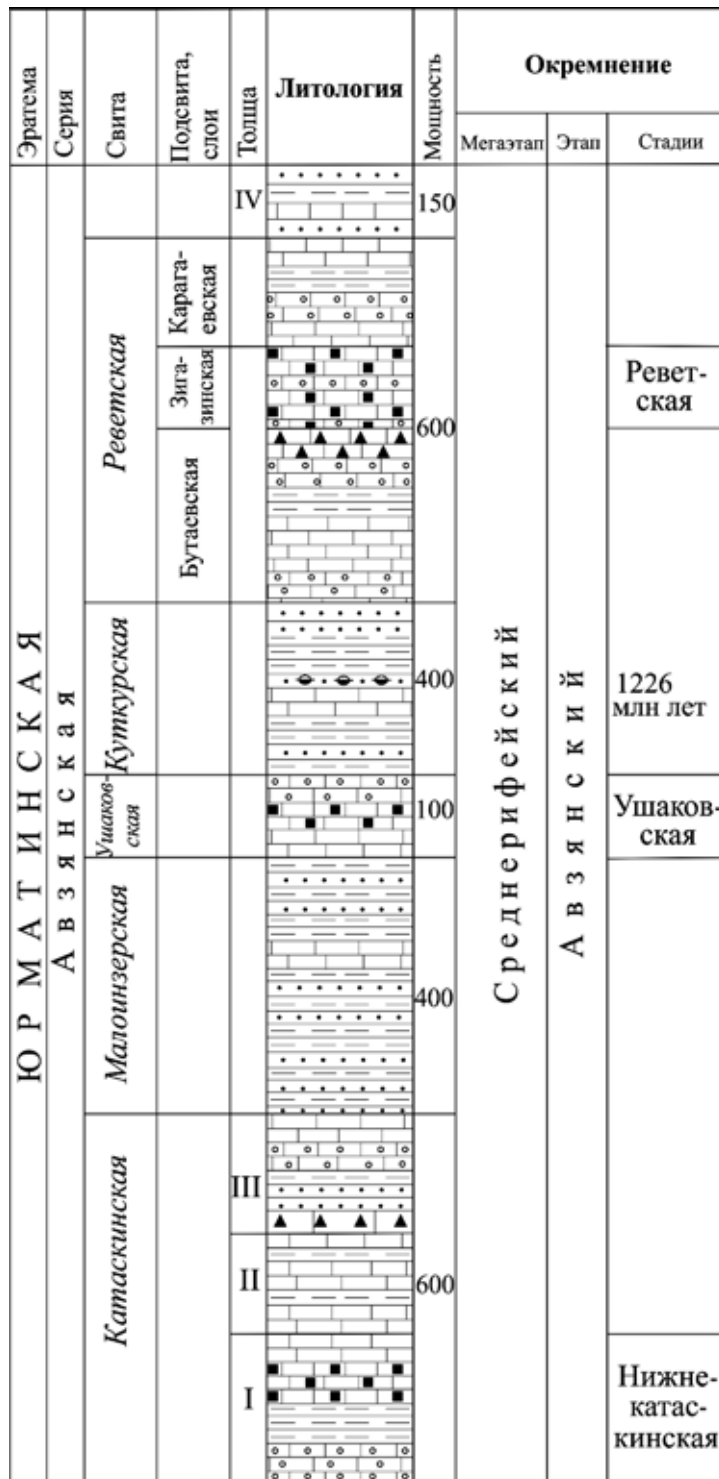 Эратема
Серия
Свита
Подсвита,
слои
Толща
Литология
Мощность
Окремнение
Мегаэтап
Этап
Стадии
ЮРМАТИНСКАЯ
Авзянская
IV
150
Реветская
Карага-
евская
Зига-
зинская
Бутаевская
600
Ревет-
ская
Куткурская
400
1226
млн лет
Среднерифейский
Авзянский
Ушаков-
ская
100
Ушаков-
ская
Малоинзерская
400
Катаскинская
III
II
600
I
Нижне-
катас-
кинская